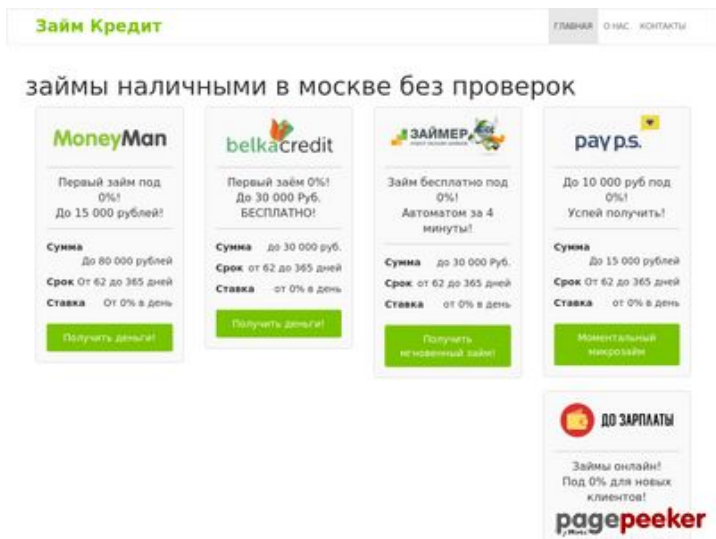 Займ Кредит
ГЛАВНАЯ О НАС. КОНТАКТЫ
займы наличными в москве без проверок
MoneyMan
Первый займ под
0%!
До 15 000 рублей!
Сумма
До 80 000 рублей
Срок От 62 до 365 дней
Ставка От 0% в день
Получить деньги!
belkacredit
Первый заём 0%!
До 30 000 Руб.
БЕСПЛАТНО!
Сумма до 30 000 руб.
Срок от 62 до 365 дней
Ставка от 0% в день
Получить деньги!
ЗАЙМЕР
Займ бесплатно под
0%!
Автоматом за 4
минуты!
Сумма до 30 000 Руб.
Срок от 62 до 365 дней
Ставка от 0% в день
Получить
мгновенный займ!
pay p.s.
До 10 000 руб под
0%!
Успей получить!
Сумма
До 15 000 рублей
Срок От 62 до 365 дней
Ставка от 0% в день
Моментальный
микрозайм
ДО ЗАРПЛАТЫ
Займы онлайн!
Под 0% для новых
клиентов!
pagepeeker